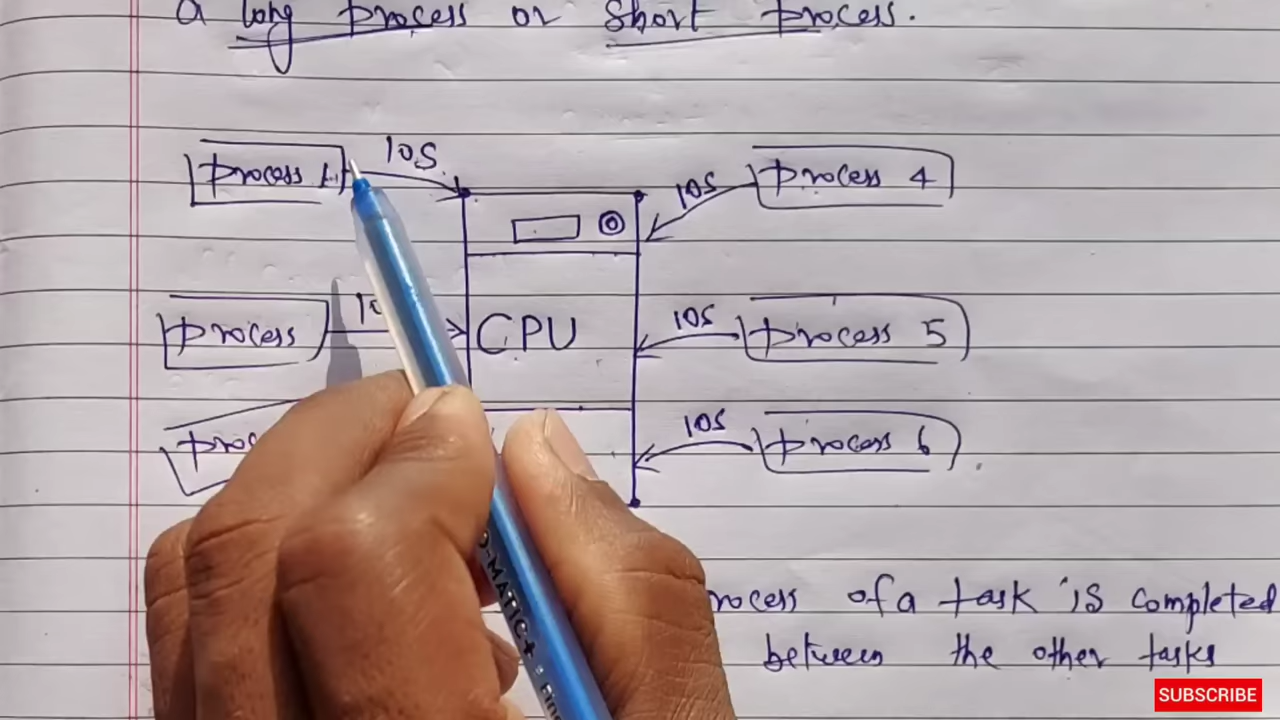 a long process or short process.
process 1 10S 10S process 4
process CPU 10S process 5
10S process 6
of a task is completed
between the other tasks
O-MATIC+
SUBSCRIBE